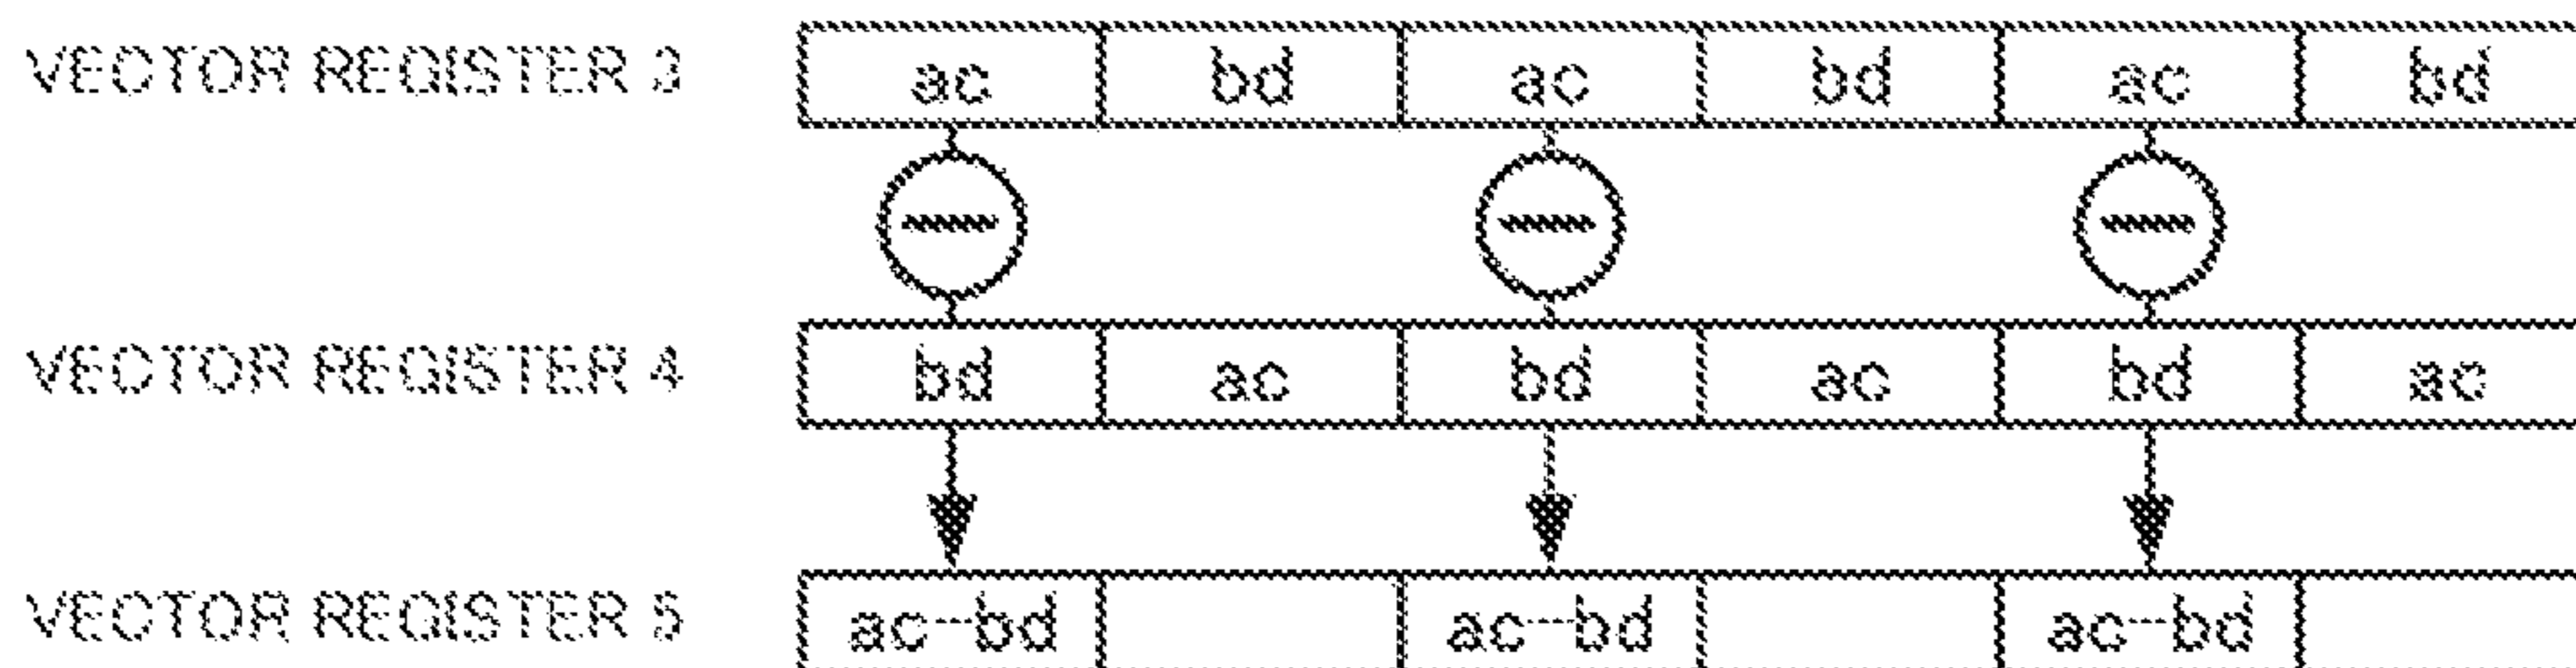 VECTOR REGISTER 3 ac bd ac bd ac bd
VECTOR REGISTER 4 bd ac bd ac bd ac
VECTOR REGISTER 5 ac-bd ac-bd ac-bd